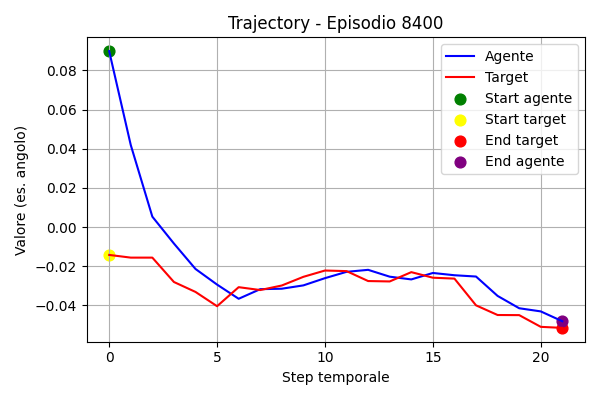 Trajectory - Episodio 8400
Valore (es. angolo)
0.08
0.06
0.04
0.02
0.00
−0.02
−0.04
0
5
10
15
20
Step temporale
Agente
Target
Start agente
Start target
End target
End agente